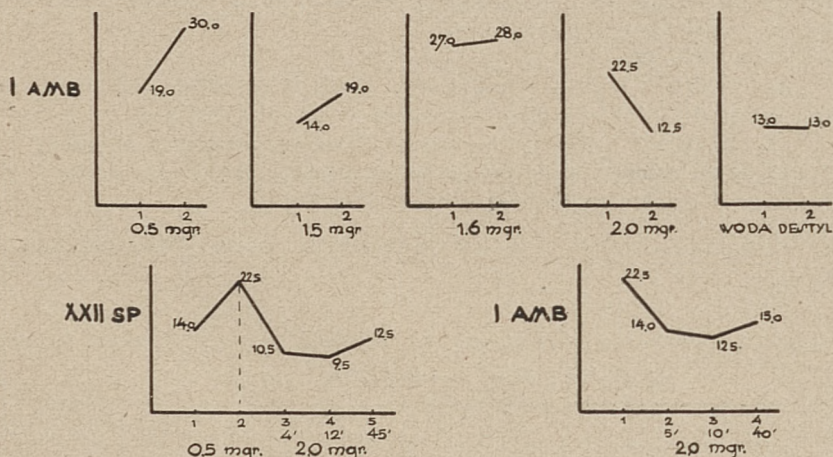 I AMB
30.0
19.0
1 2
0.5 mgr.
19.0
14.0
1 2
1.5 mgr
27.0 28.0
1 2
1.6 mgr.
22.5
12.5
1 2
2.0 mgr.
13.0 13.0
1 2
WODA DESTYL
XXII SP
14.0
22.5
10.5
9.5
12.5
1 2 3 4 5
4' 12' 45'
0.5 mgr. 2.0 mgr.
I AMB
22.5
14.0
12.5
15.0
1 2 3 4
5' 10' 40'
2.0 mgr.